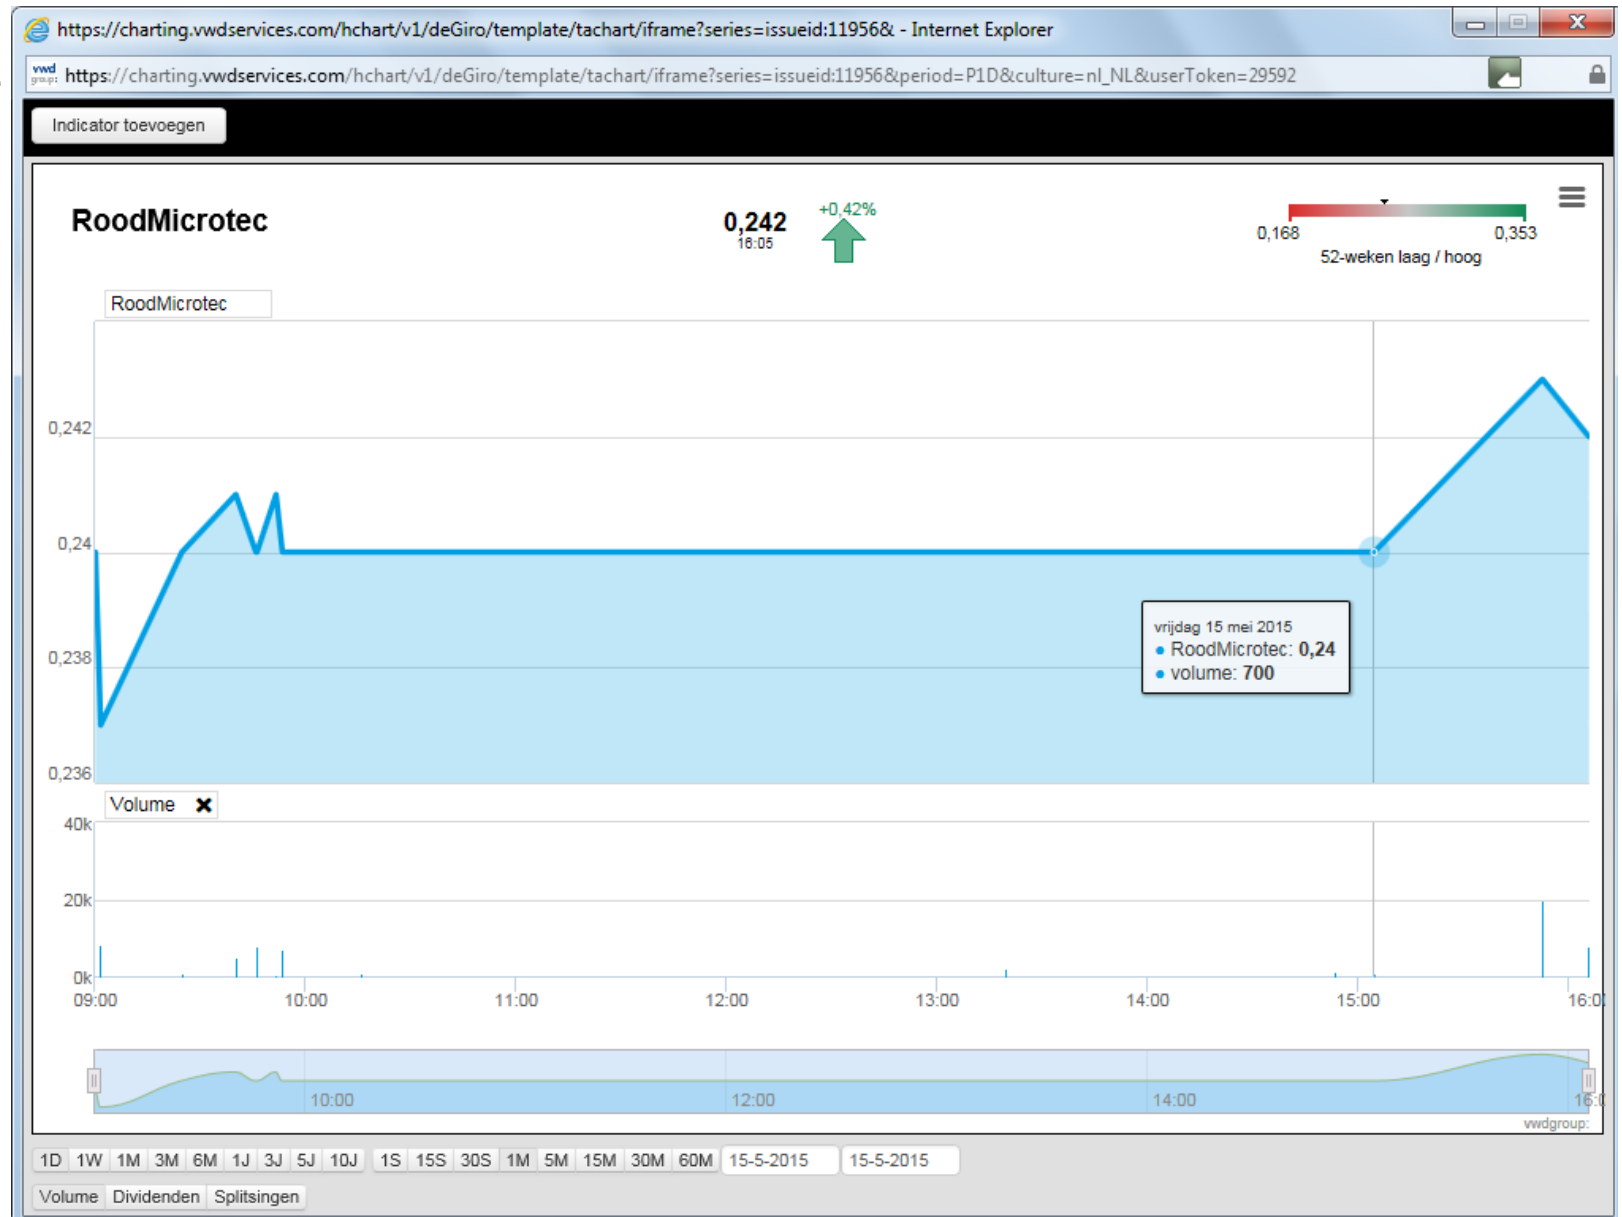 https://charting.vwdservices.com/hchart/v1/deGiro/template/tachart/iframe?series=issueid:11956& - Internet Explorer
vwd group: https://charting.vwdservices.com/hchart/v1/deGiro/template/tachart/iframe?series=issueid:11956&period=P1D&culture=nl_NL&userToken=29592
Indicator toevoegen
RoodMicrotec
0,242
16:05
+0,42%
0,168 0,353
52-weken laag / hoog
RoodMicrotec
0,242
0,24
0,238
0,236
vrijdag 15 mei 2015
• RoodMicrotec: 0,24
• volume: 700
Volume ✖
40k
20k
0k
09:00 10:00 11:00 12:00 13:00 14:00 15:00 16:0
10:00 12:00 14:00 16:0
vwdgroup:
1D 1W 1M 3M 6M 1J 3J 5J 10J 1S 15S 30S 1M 5M 15M 30M 60M 15-5-2015 15-5-2015
Volume Dividenden Splitsingen